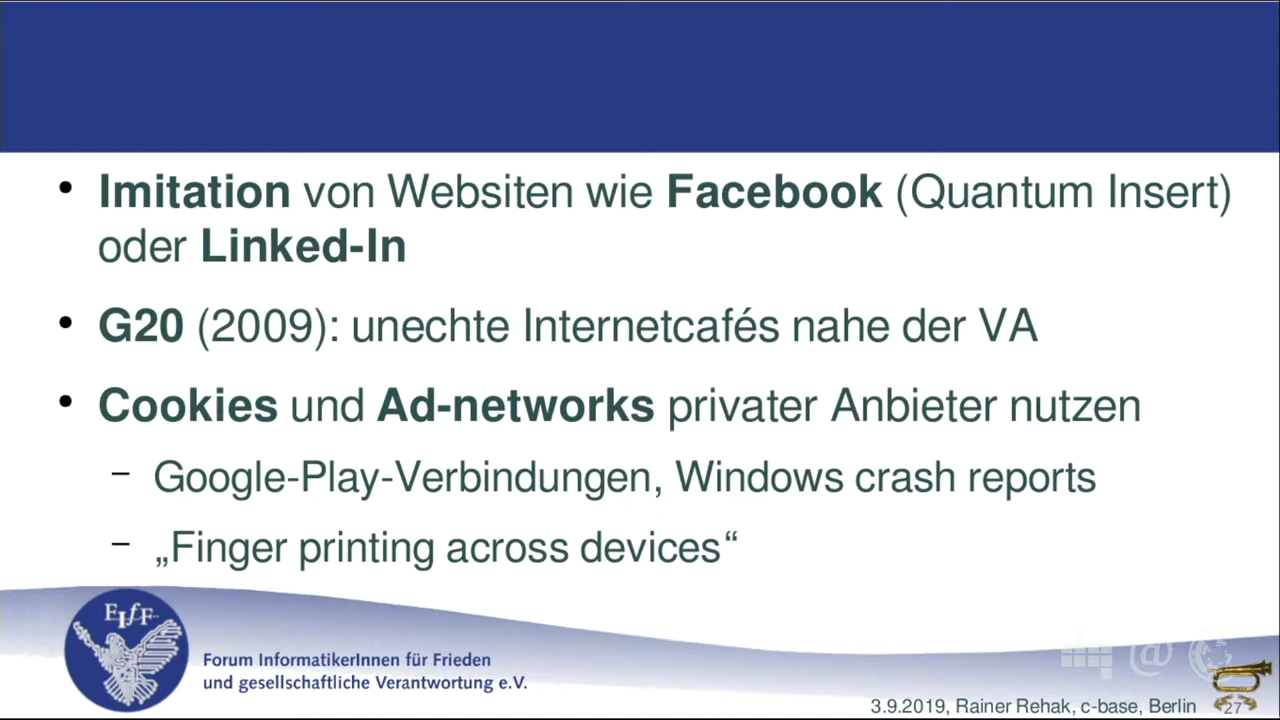 • Imitation von Websiten wie Facebook (Quantum Insert)
oder Linked-In
• G20 (2009): unechte Internetcafés nahe der VA
• Cookies und Ad-networks privater Anbieter nutzen
– Google-Play-Verbindungen, Windows crash reports
– „Finger printing across devices“
FIfF
Forum InformatikerInnen für Frieden
und gesellschaftliche Verantwortung e.V.
@
3.9.2019, Rainer Rehak, c-base, Berlin
27